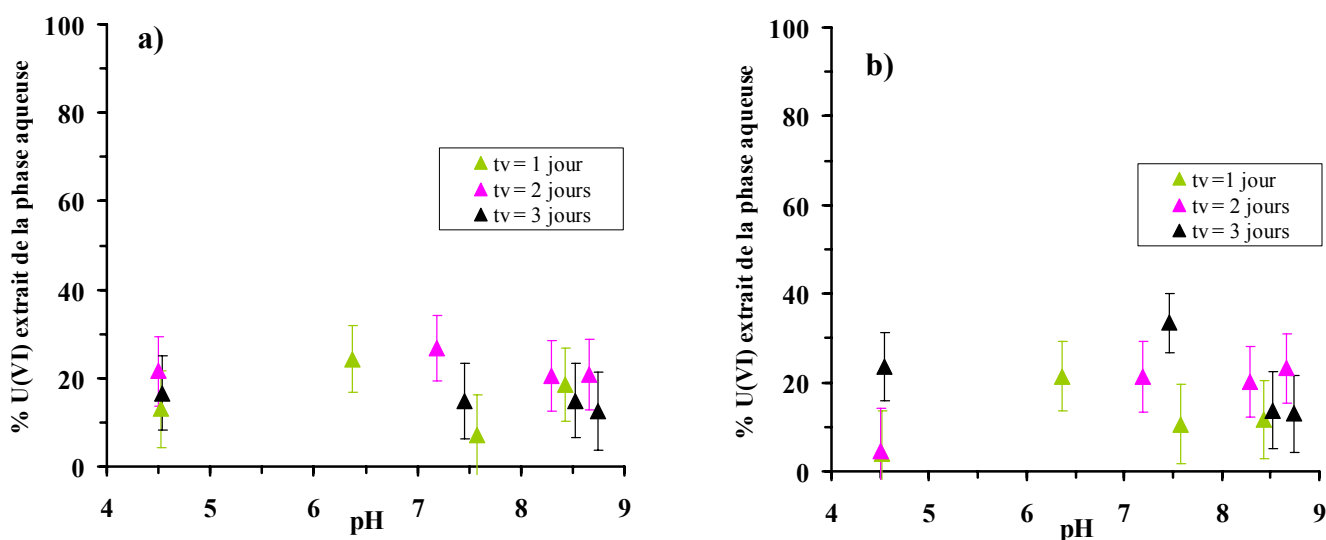 a)
% U(VI) extrait de la phase aqueuse
100
80
60
40
20
0
tv = 1 jour
tv = 2 jours
tv = 3 jours
4 5 6 7 8 9
pH
b)
% U(VI) extrait de la phase aqueuse
100
80
60
40
20
0
tv =1 jour
tv = 2 jours
tv = 3 jours
4 5 6 7 8 9
pH